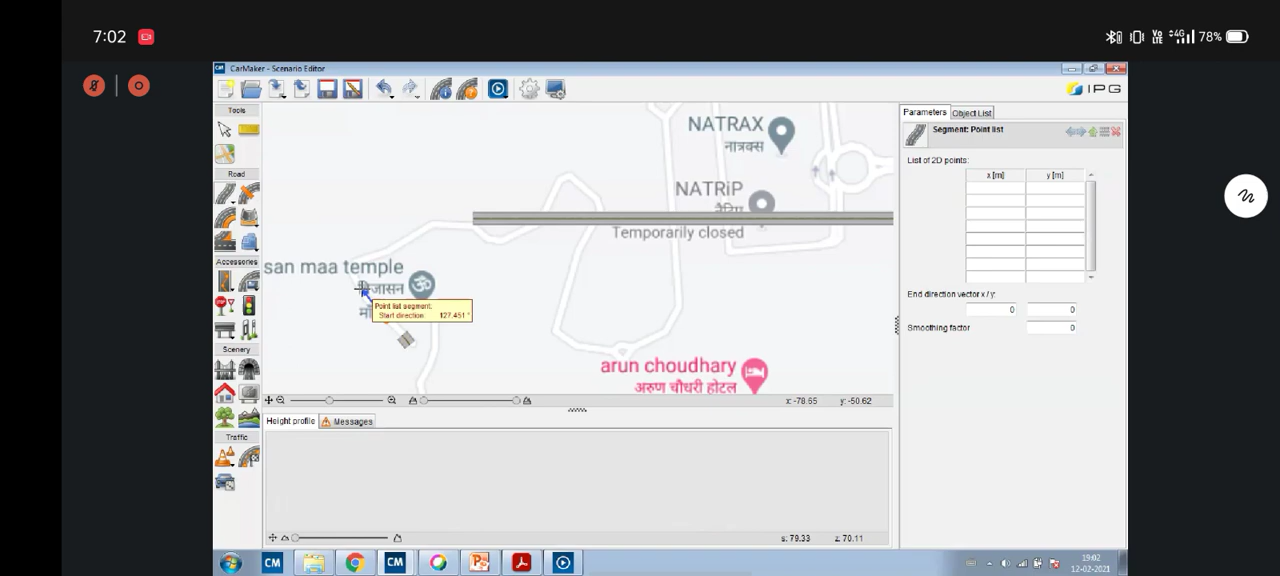 7:02
78%
CarMaker - Scenario Editor
IPG
Tools
Road
Accessories
Scenery
Traffic
NATRAX
नात्रक्स
NATRiP
Temporarily closed
san maa temple
जासन
Point list segment.
Start direction: 127.451 °
arun choudhary
अरुण चौधरी होटल
x: -78.65
y: -50.62
Parameters
Object List
Segment: Point list
List of 2D points:
x [m]
y [m]
End direction vector x / y:
0
0
Smoothing factor
0
Height profile
Messages
s: 79.33
z: 70.11
CM
CM
19:02
12-02-2021